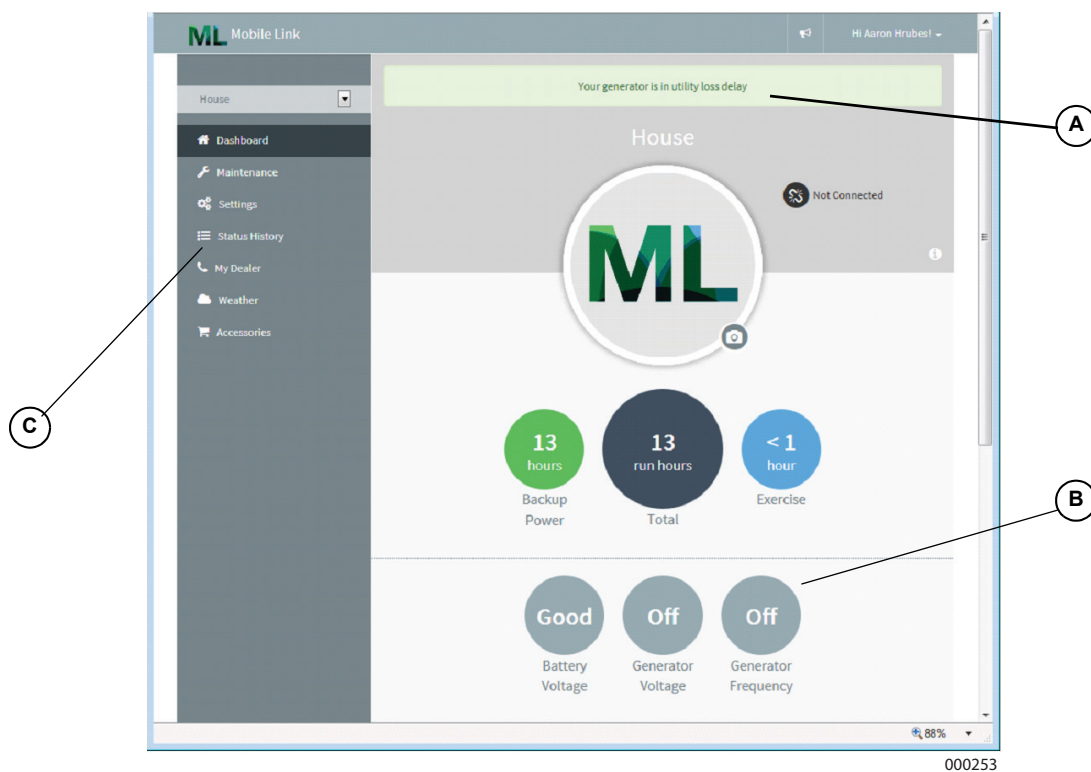 ML Mobile Link
Hi Aaron Hrubes!
House
Dashboard
Maintenance
Settings
Status History
My Dealer
Weather
Accessories
Your generator is in utility loss delay
House
Not Connected
ML
13
hours
Backup
Power
13
run hours
Total
< 1
hour
Exercise
Good
Battery
Voltage
Off
Generator
Voltage
Off
Generator
Frequency
88%
A
B
C
000253